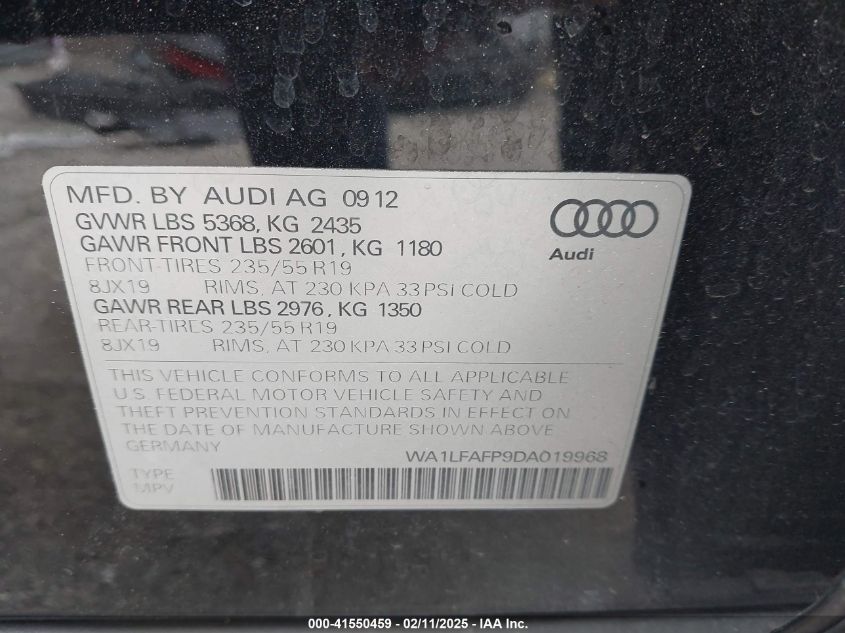 MFD. BY AUDI AG 0912
GVWR LBS 5368, KG 2435
GAWR FRONT LBS 2601, KG 1180
FRONT-TIRES 235/55 R19
8JX19 RIMS, AT 230 KPA 33 PSI COLD
GAWR REAR LBS 2976, KG 1350
REAR-TIRES 235/55 R19
8JX19 RIMS, AT 230 KPA 33 PSI COLD
Audi
THIS VEHICLE CONFORMS TO ALL APPLICABLE
U.S. FEDERAL MOTOR VEHICLE SAFETY AND
THEFT PREVENTION STANDARDS IN EFFECT ON
THE DATE OF MANUFACTURE SHOWN ABOVE.
GERMANY
WA1LFAFP9DA019968
TYPE
MPV
000-41550459 - 02/11/2025 - IAA Inc.